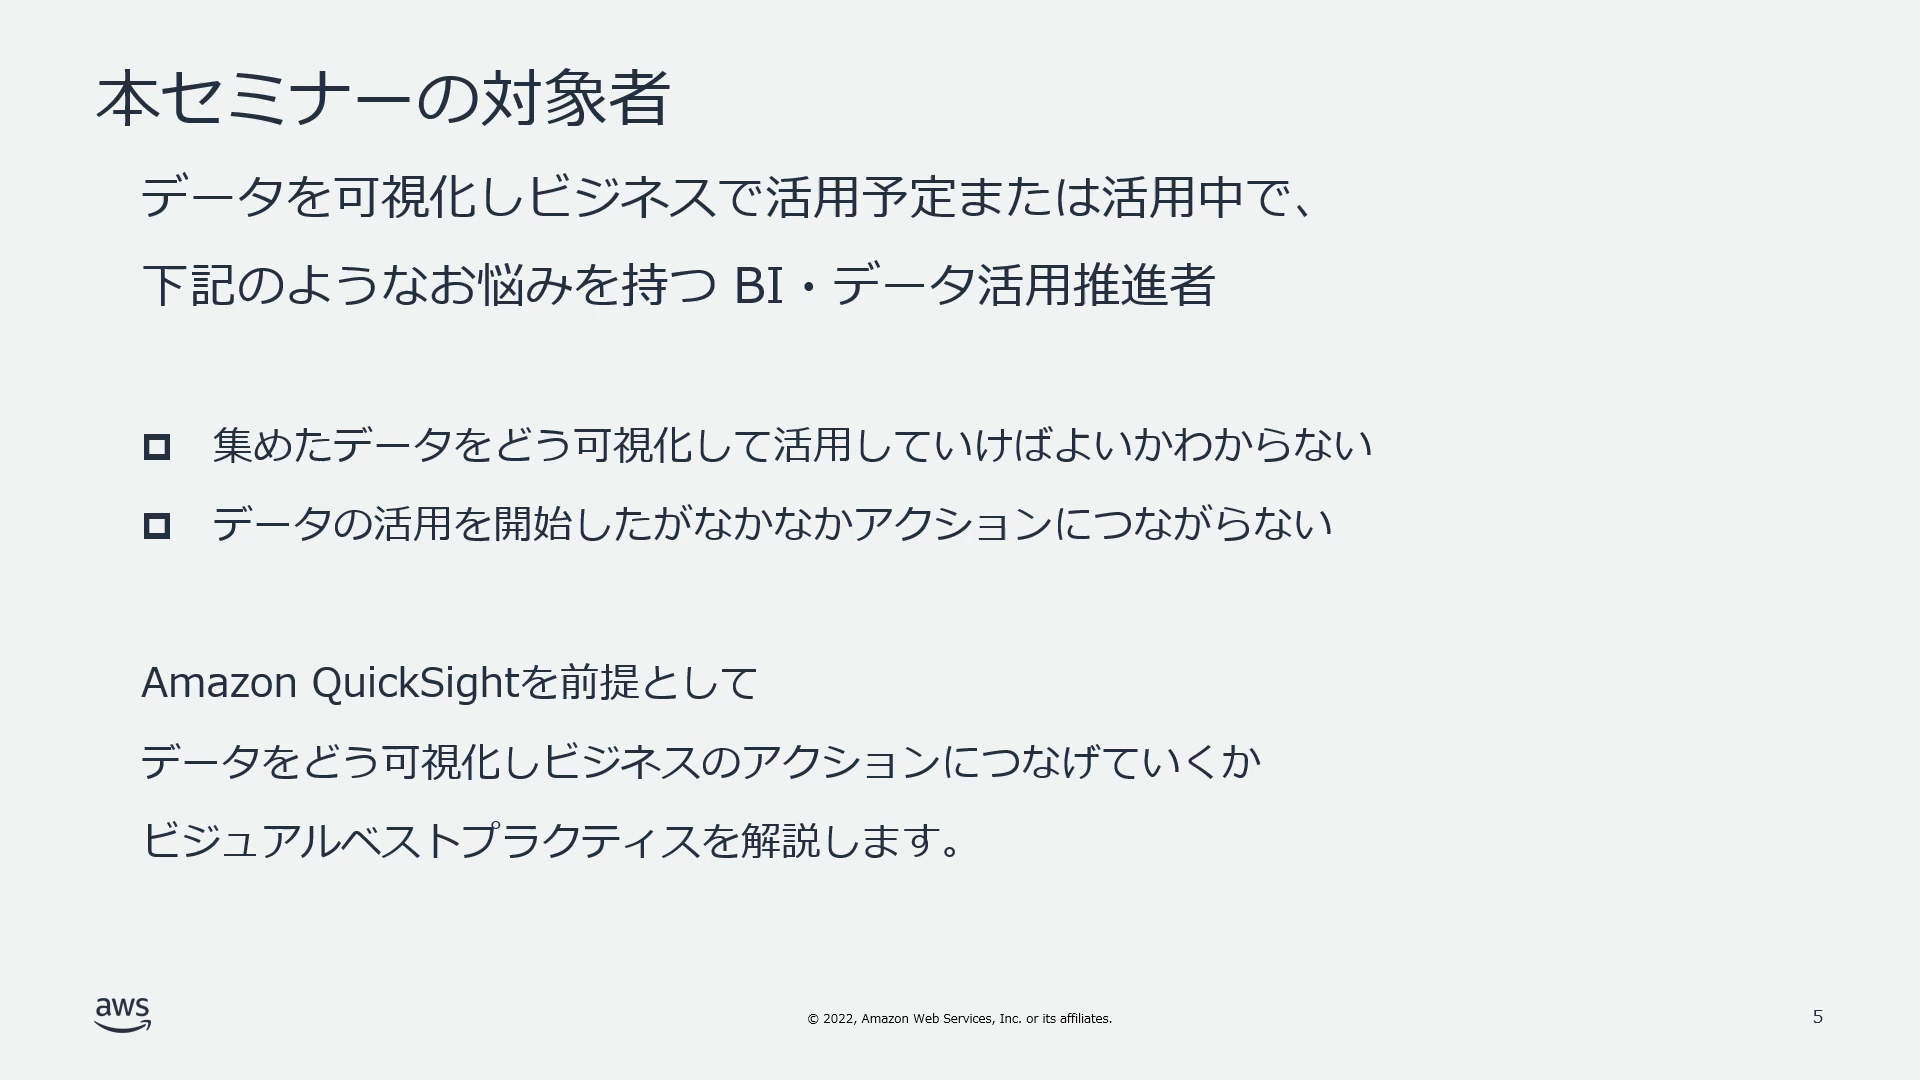 本セミナーの対象者
データを可視化しビジネスで活用予定または活用中で、
下記のようなお悩みを持つ BI・データ活用推進者
集めたデータをどう可視化して活用していけばよいかわからない
データの活用を開始したがなかなかアクションにつながらない
Amazon QuickSightを前提として
データをどう可視化しビジネスのアクションにつなげていくか
ビジュアルベストプラクティスを解説します。
aws
© 2022, Amazon Web Services, Inc. or its affiliates.
5